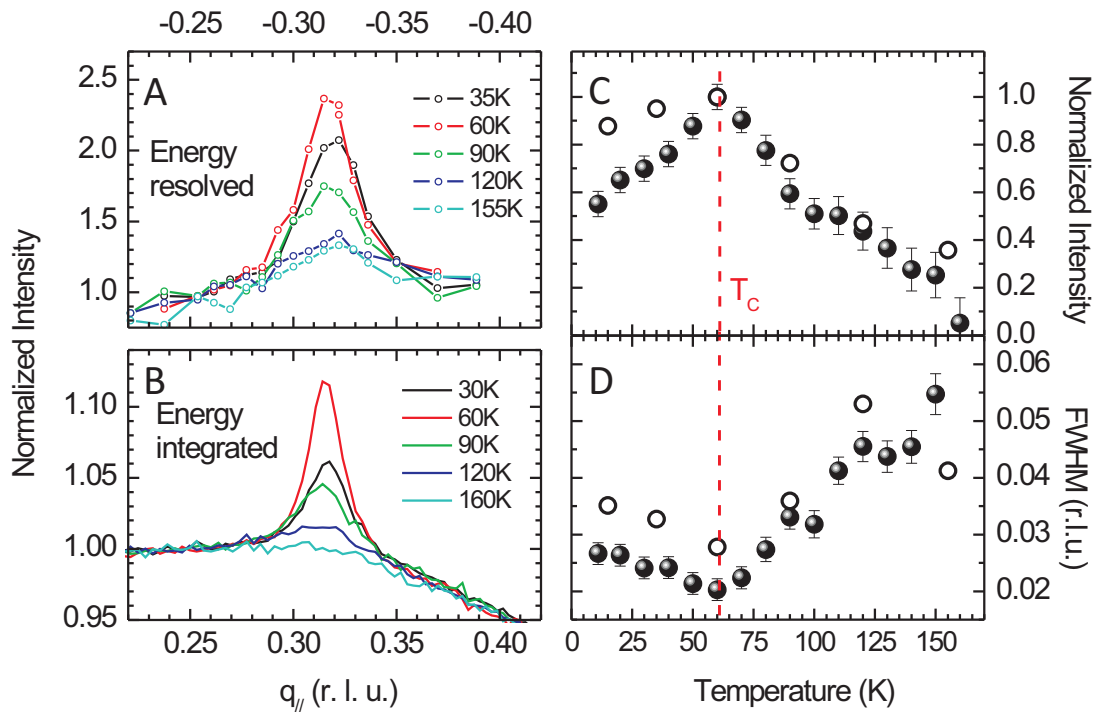 -0.25 -0.30 -0.35 -0.40
A
Energy
resolved
35K
60K
90K
120K
155K
2.5
2.0
1.5
1.0
Normalized Intensity
B
Energy
integrated
30K
60K
90K
120K
160K
1.10
1.05
1.00
0.95
0.25 0.30 0.35 0.40
q// (r. l. u.)
C
TC
1.0
0.8
0.6
0.4
0.2
0.0
Normalized Intensity
D
0.06
0.05
0.04
0.03
0.02
FWHM (r.l.u.)
0 25 50 75 100 125 150
Temperature (K)